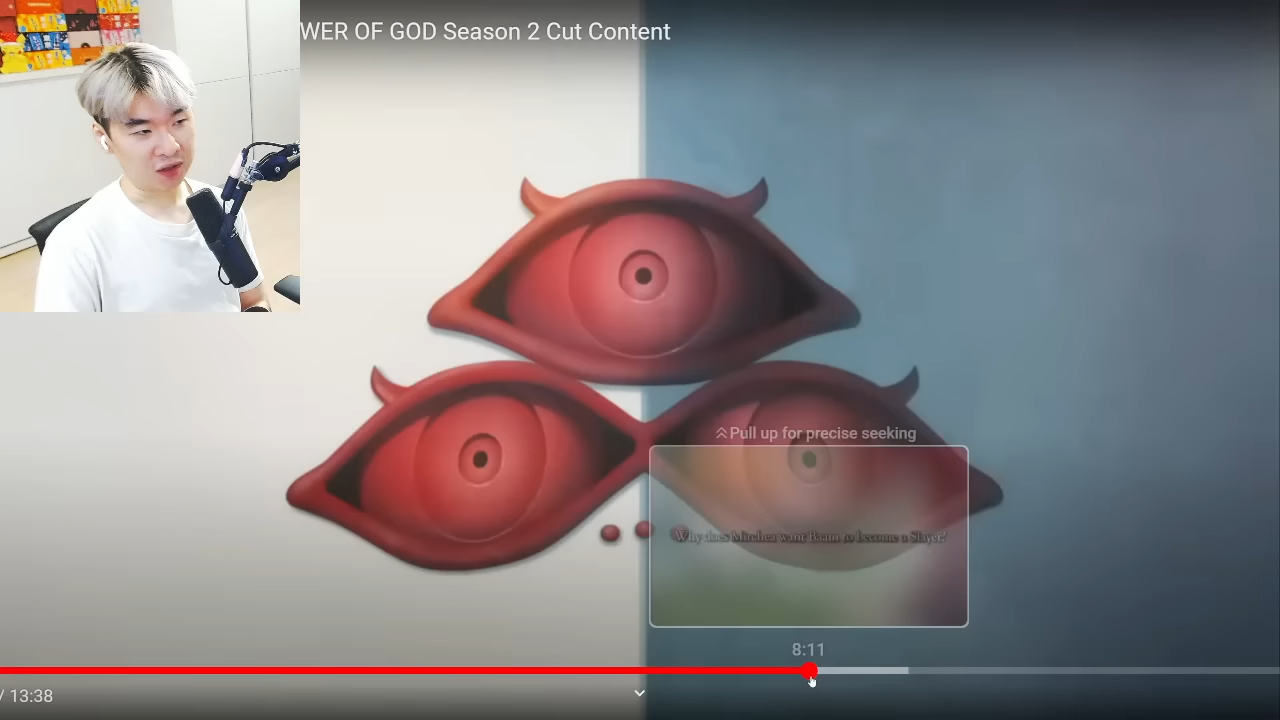 WER OF GOD Season 2 Cut Content
Pull up for precise seeking
Why does Mirchea want Baam to become a Slayer?
8:11
/ 13:38